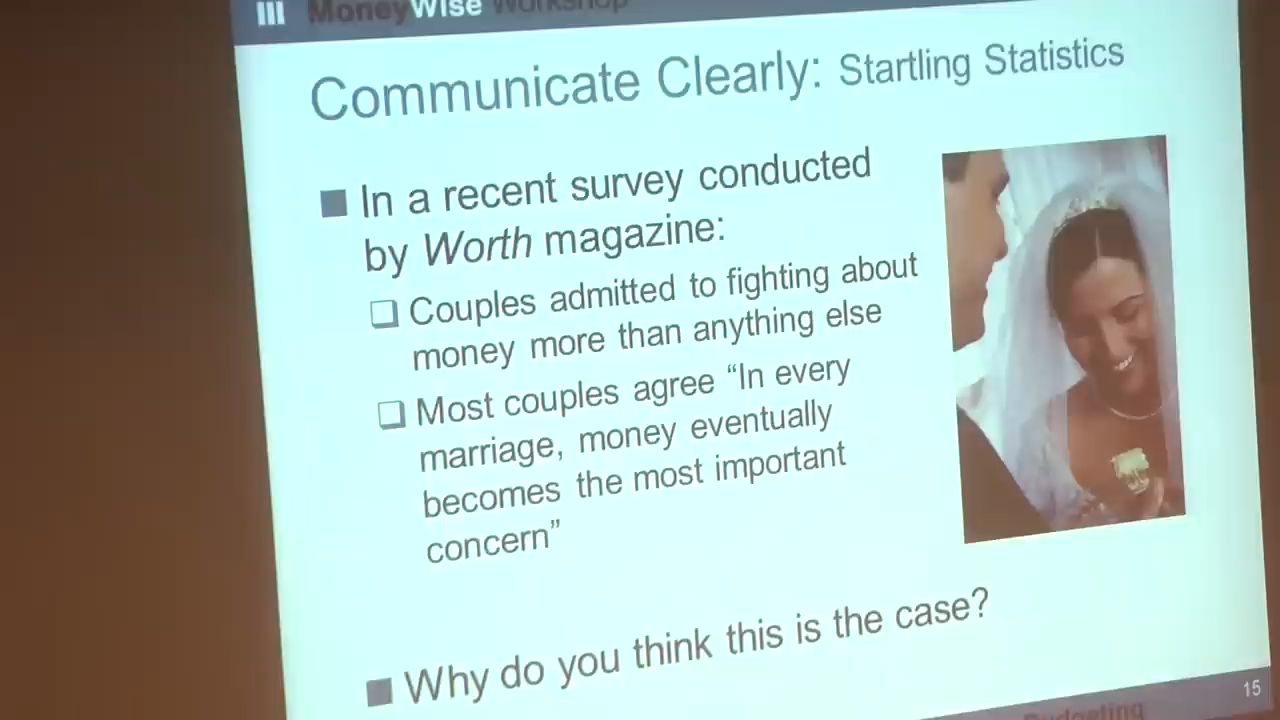 MoneyWise Workshop
Communicate Clearly: Startling Statistics
In a recent survey conducted
by Worth magazine:
Couples admitted to fighting about
money more than anything else
Most couples agree “In every
marriage, money eventually
becomes the most important
concern”
Why do you think this is the case?
Budgeting
15